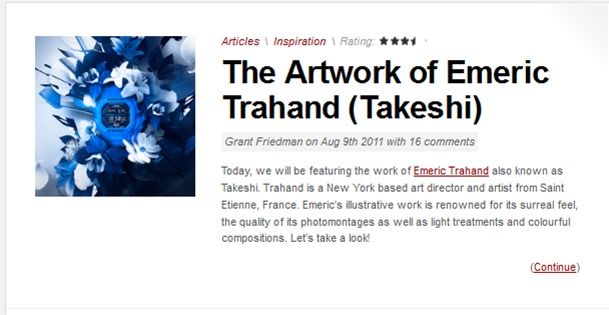 Articles \ Inspiration \ Rating:
The Artwork of Emeric
Trahand (Takeshi)
Grant Friedman on Aug 9th 2011 with 16 comments
Today, we will be featuring the work of Emeric Trahand also known as
Takeshi. Trahand is a New York based art director and artist from Saint
Etienne, France. Emeric's illustrative work is renowned for its surreal feel,
the quality of its photomontages as well as light treatments and colourful
compositions. Let's take a look!
(Continue)